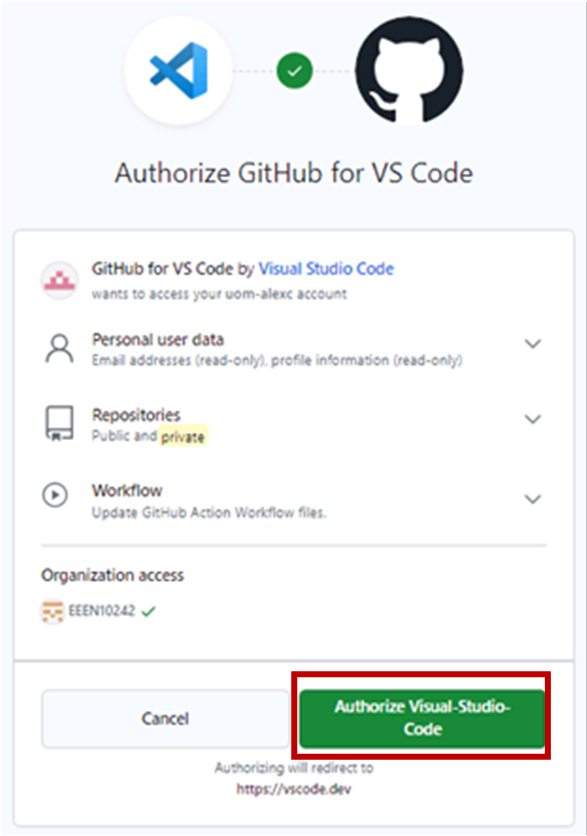 Authorize GitHub for VS Code
GitHub for VS Code by Visual Studio Code
wants to access your uom-alexc account
Personal user data
Email addresses (read-only), profile information (read-only)
Repositories
Public and private
Workflow
Update GitHub Action Workflow files.
Organization access
EEEN10242
Cancel
Authorize Visual-Studio-
Code
Authorizing will redirect to
https://vscode.dev